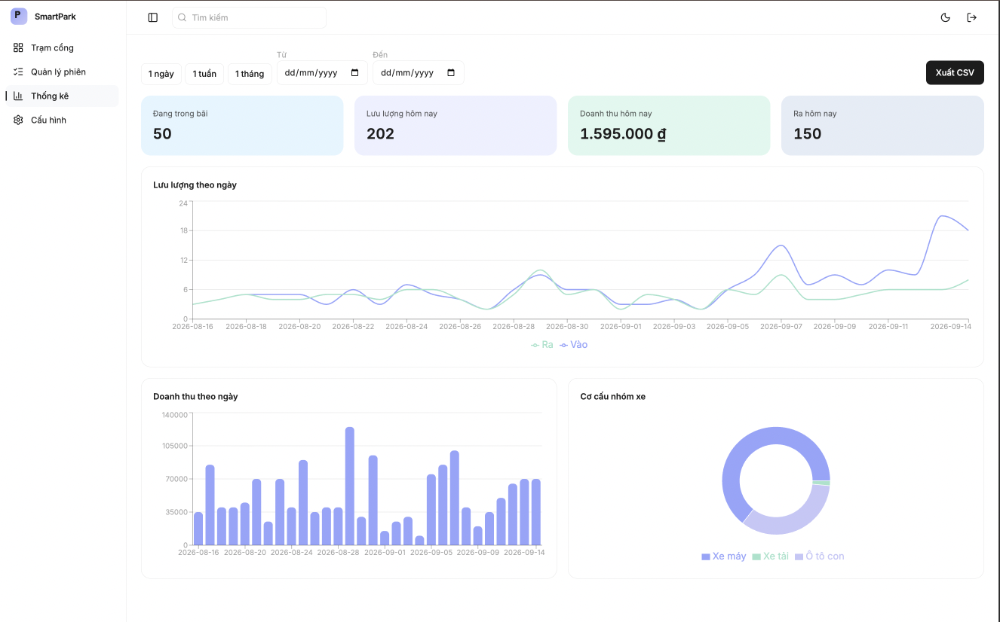 P SmartPark
Tìm kiếm
Trạm cổng
Quản lý phiên
Thống kê
Cấu hình
Từ
Đến
1 ngày
1 tuần
1 tháng
dd/mm/yyyy
dd/mm/yyyy
Xuất CSV
Đang trong bãi
50
Lưu lượng hôm nay
202
Doanh thu hôm nay
1.595.000 ₫
Ra hôm nay
150
Lưu lượng theo ngày
24
18
12
6
0
2026-08-16 2026-08-18 2026-08-20 2026-08-22 2026-08-24 2026-08-26 2026-08-28 2026-08-30 2026-09-01 2026-09-03 2026-09-05 2026-09-07 2026-09-09 2026-09-11 2026-09-14
Ra Vào
Doanh thu theo ngày
140000
105000
70000
35000
0
2026-08-16 2026-08-20 2026-08-24 2026-08-28 2026-09-01 2026-09-05 2026-09-09 2026-09-14
Cơ cấu nhóm xe
Xe máy Xe tải Ô tô con